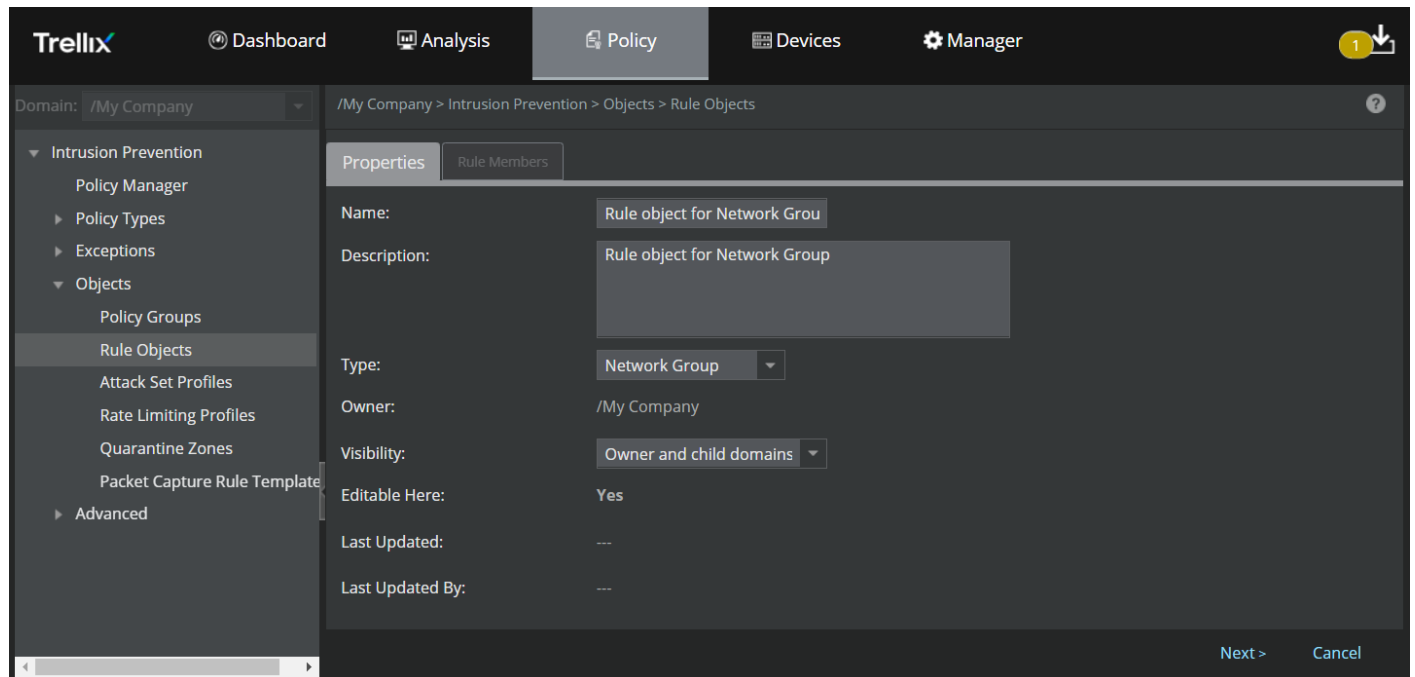 Trellix
Dashboard
Analysis
Policy
Devices
Manager
1
Domain: /My Company
/My Company > Intrusion Prevention > Objects > Rule Objects
?
Intrusion Prevention
Policy Manager
Policy Types
Exceptions
Objects
Policy Groups
Rule Objects
Attack Set Profiles
Rate Limiting Profiles
Quarantine Zones
Packet Capture Rule Template
Advanced
Properties
Rule Members
Name: Rule object for Network Grou
Description: Rule object for Network Group
Type: Network Group
Owner: /My Company
Visibility: Owner and child domains
Editable Here: Yes
Last Updated: ---
Last Updated By: ---
Next >
Cancel